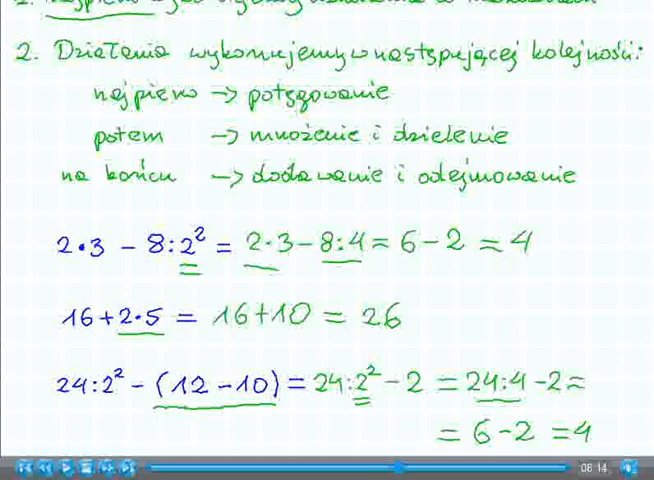 2. Działania wykonujemy w następującej kolejności:
najpierw -> potęgowanie
potem -> mnożenie i dzielenie
na końcu -> dodawanie i odejmowanie
2·3 - 8:2² = 2·3 - 8:4 = 6 - 2 = 4
16 + 2·5 = 16 + 10 = 26
24:2² - (12 - 10) = 24:2² - 2 = 24:4 - 2 =
= 6 - 2 = 4
08:14